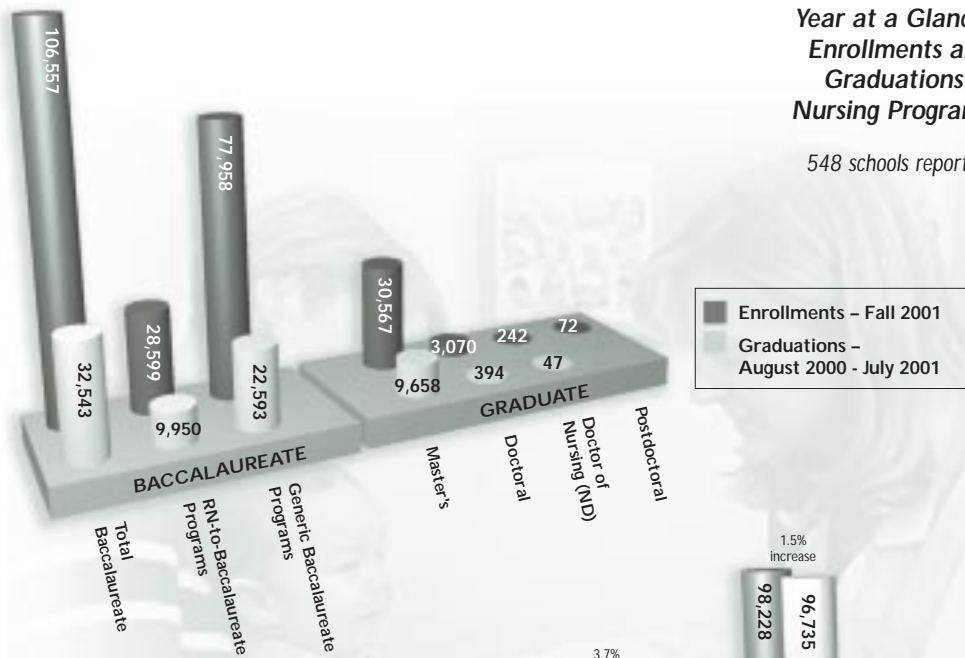 Year at a Glanc
Enrollments a
Graduations
Nursing Program
548 schools report
Enrollments – Fall 2001
Graduations –
August 2000 - July 2001
106,557
32,543
28,599
9,950
77,958
22,593
30,567
9,658
3,070
394
242
47
72
BACCALAUREATE
GRADUATE
Total
Baccalaureate
RN-to-Baccalaureate
Programs
Generic Baccalaureate
Programs
Master's
Doctoral
Doctor of
Nursing (ND)
Postdoctoral
1.5%
increase
98,228
96,735
3.7%